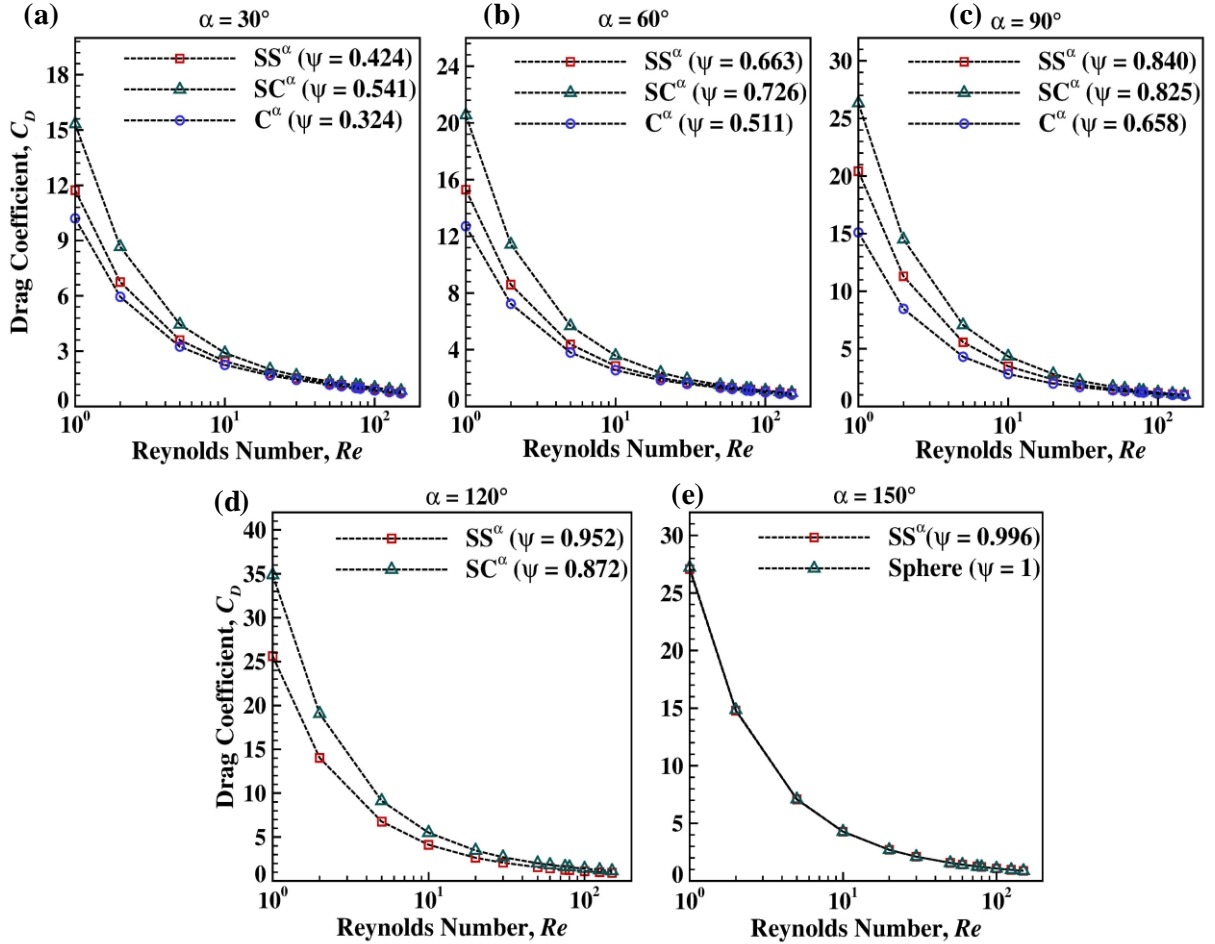 (a)
α = 30°
SS^α (ψ = 0.424)
SC^α (ψ = 0.541)
C^α (ψ = 0.324)
18
15
12
9
6
3
0
Drag Coefficient, C_D
10^0
10^1
10^2
Reynolds Number, Re
(b)
α = 60°
SS^α (ψ = 0.663)
SC^α (ψ = 0.726)
C^α (ψ = 0.511)
24
20
16
12
8
4
0
10^0
10^1
10^2
Reynolds Number, Re
(c)
α = 90°
SS^α (ψ = 0.840)
SC^α (ψ = 0.825)
C^α (ψ = 0.658)
30
25
20
15
10
5
0
10^0
10^1
10^2
Reynolds Number, Re
(d)
α = 120°
SS^α (ψ = 0.952)
SC^α (ψ = 0.872)
40
35
30
25
20
15
10
5
0
Drag Coefficient, C_D
10^0
10^1
10^2
Reynolds Number, Re
(e)
α = 150°
SS^α(ψ = 0.996)
Sphere (ψ = 1)
30
25
20
15
10
5
0
10^0
10^1
10^2
Reynolds Number, Re